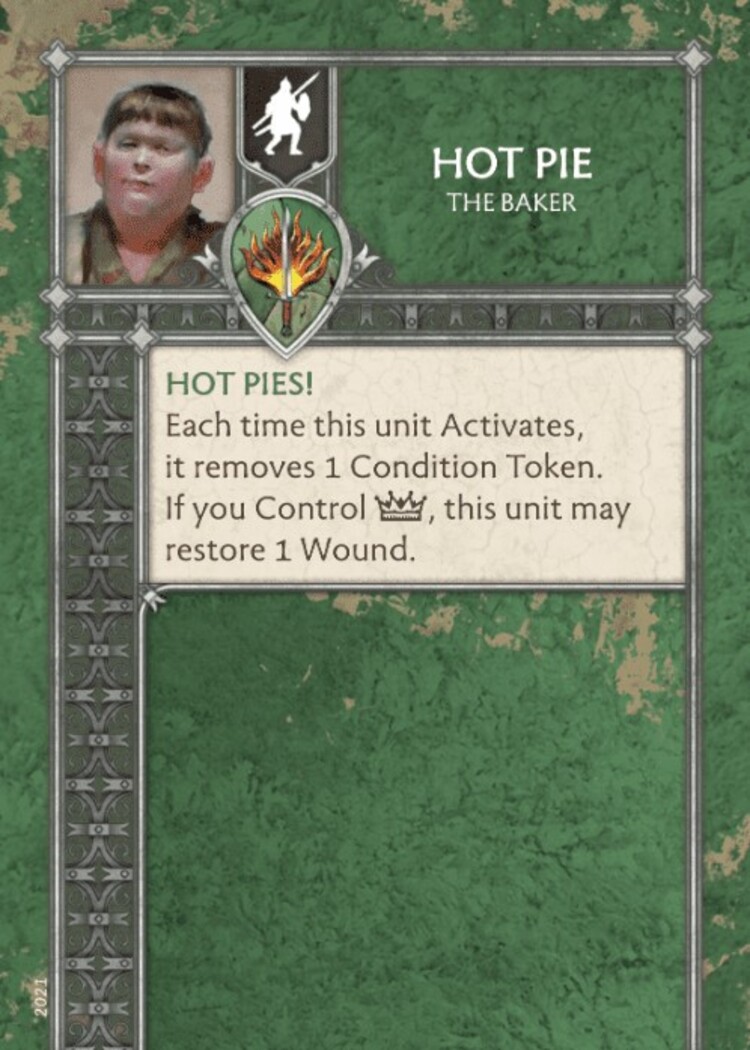 HOT PIE
THE BAKER
HOT PIES!
Each time this unit Activates,
it removes 1 Condition Token.
If you Control , this unit may
restore 1 Wound.
2021